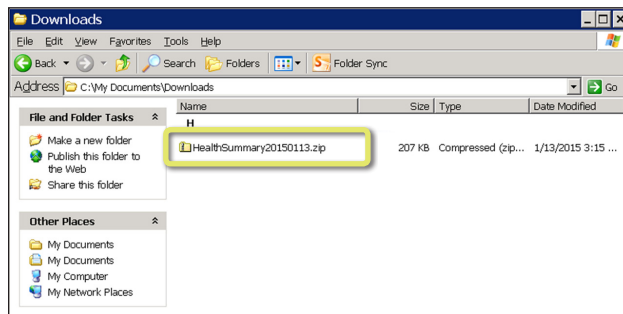 Downloads
File Edit View Favorites Tools Help
Back Search Folders Folder Sync
Address C:\My Documents\Downloads Go
Name Size Type Date Modified
File and Folder Tasks
H
Make a new folder
HealthSummary20150113.zip 207 KB Compressed (zip... 1/13/2015 3:15 ...
Publish this folder to
the Web
Share this folder
Other Places
My Documents
My Documents
My Computer
My Network Places